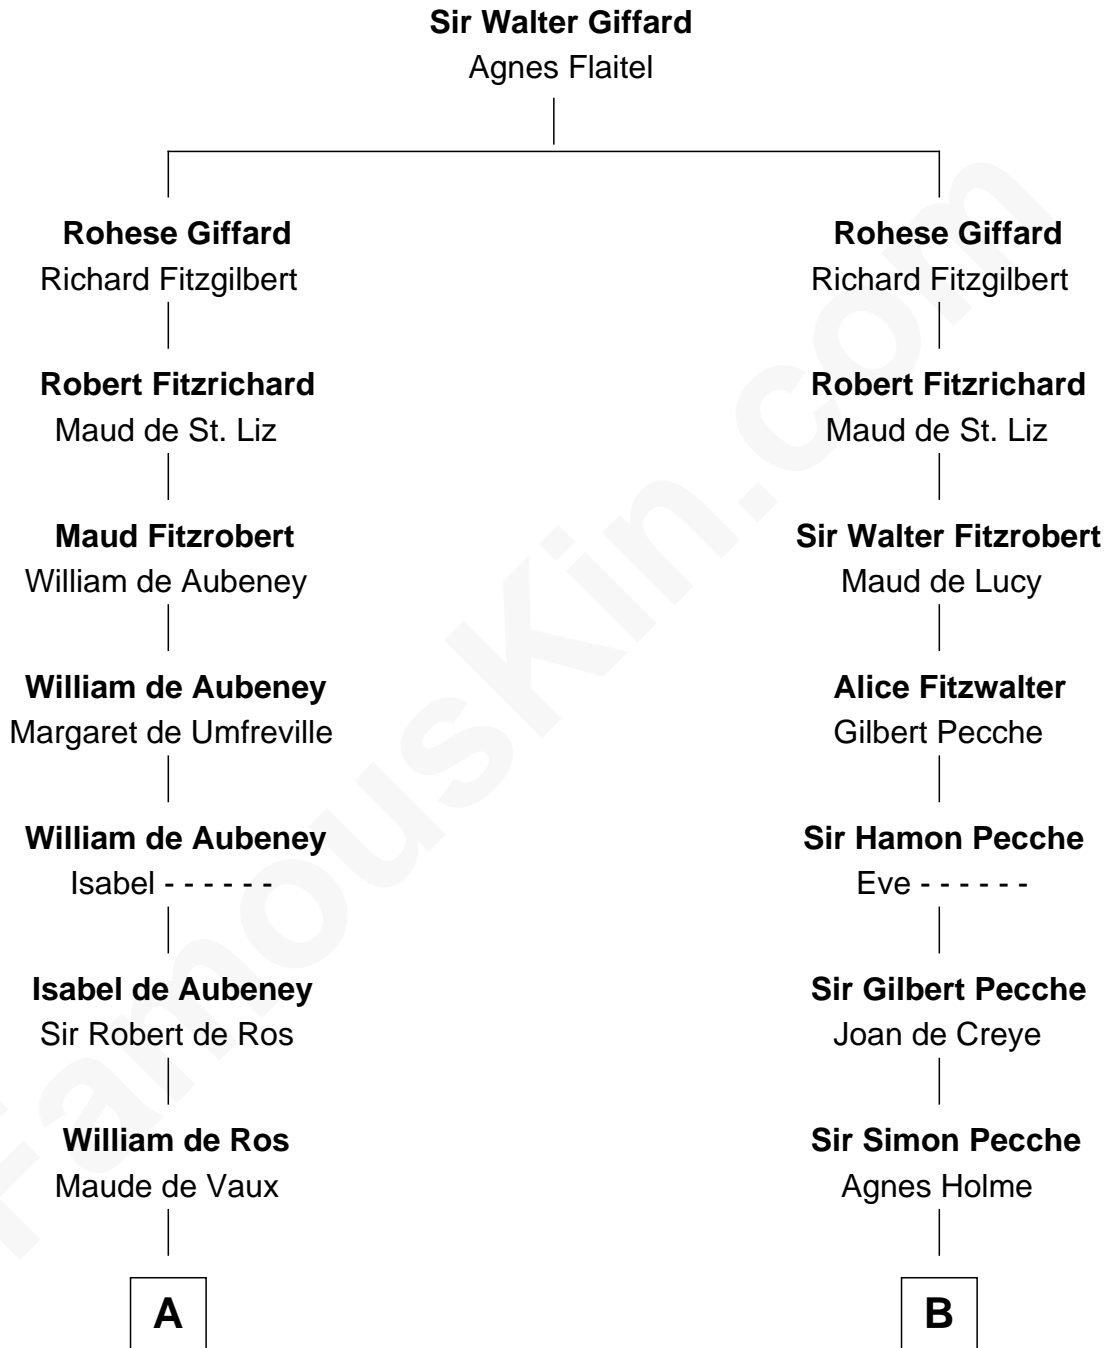 Sir Walter Giffard
Agnes Flaitel
Rohese Giffard
Richard Fitzgilbert
Robert Fitzrichard
Maud de St. Liz
Maud Fitzrobert
William de Aubeney
William de Aubeney
Margaret de Umfreville
William de Aubeney
Isabel - - - - - -
Isabel de Aubeney
Sir Robert de Ros
William de Ros
Maude de Vaux
A
Rohese Giffard
Richard Fitzgilbert
Robert Fitzrichard
Maud de St. Liz
Sir Walter Fitzrobert
Maud de Lucy
Alice Fitzwalter
Gilbert Pecche
Sir Hamon Pecche
Eve - - - - - -
Sir Gilbert Pecche
Joan de Creye
Sir Simon Pecche
Agnes Holme
B
FamousKin.com